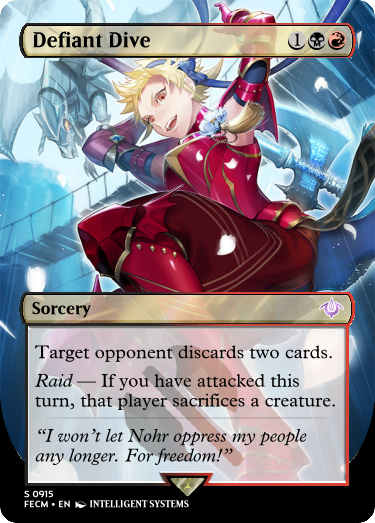 Defiant Dive 1
Sorcery
Target opponent discards two cards.
Raid — If you have attacked this
turn, that player sacrifices a creature.
“I won’t let Nohr oppress my people
any longer. For freedom!”
S 0915
FECM • EN INTELLIGENT SYSTEMS